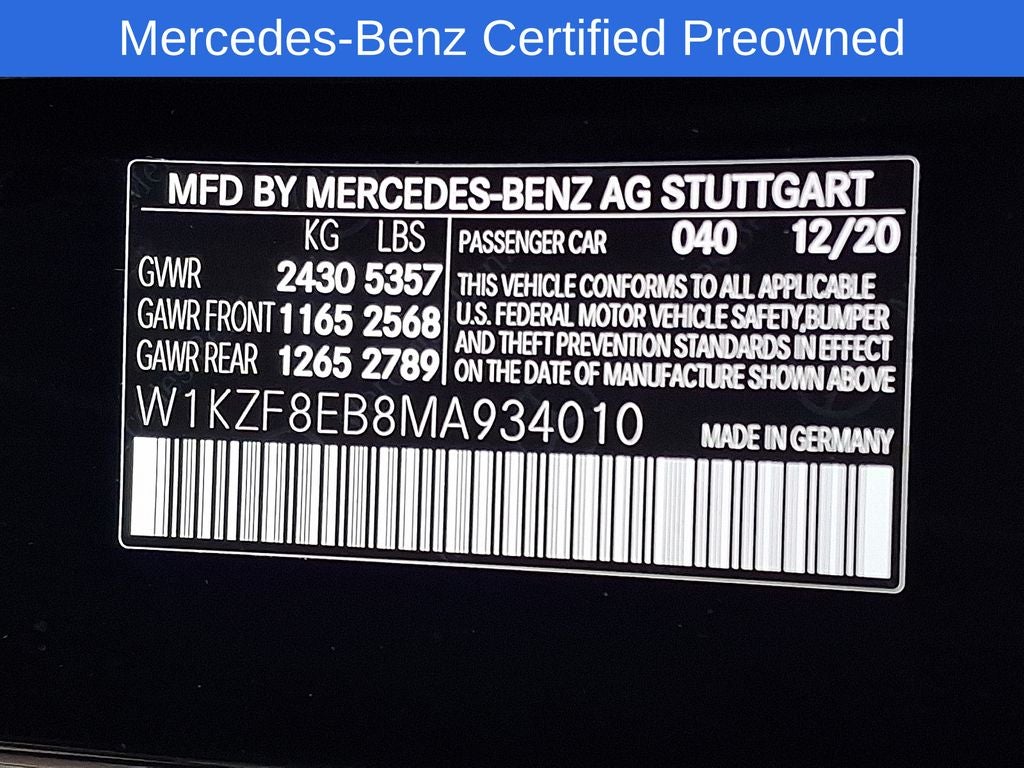 Mercedes-Benz Certified Preowned
MFD BY MERCEDES-BENZ AG STUTTGART
KG LBS
GVWR 2430 5357
GAWR FRONT 1165 2568
GAWR REAR 1265 2789
PASSENGER CAR 040 12/20
THIS VEHICLE CONFORMS TO ALL APPLICABLE
U.S. FEDERAL MOTOR VEHICLE SAFETY,BUMPER
AND THEFT PREVENTION STANDARDS IN EFFECT
ON THE DATE OF MANUFACTURE SHOWN ABOVE
W1KZF8EB8MA934010
MADE IN GERMANY